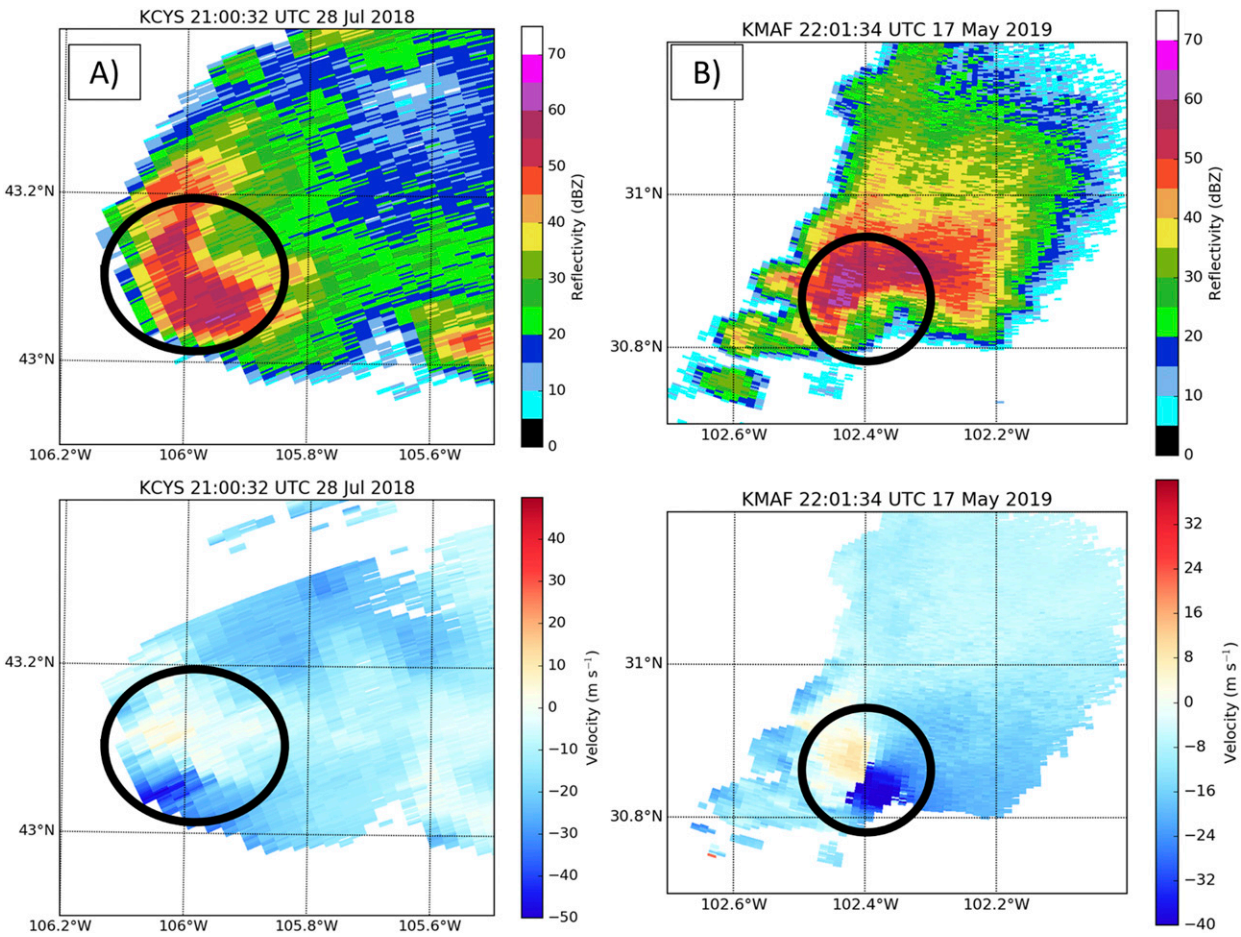 KCYS 21:00:32 UTC 28 Jul 2018
A)
43.2°N
43°N
106.2°W 106°W 105.8°W 105.6°W
70
60
50
40
30
20
10
0
Reflectivity (dBZ)
KMAF 22:01:34 UTC 17 May 2019
B)
31°N
30.8°N
102.6°W 102.4°W 102.2°W
70
60
50
40
30
20
10
0
Reflectivity (dBZ)
KCYS 21:00:32 UTC 28 Jul 2018
43.2°N
43°N
106.2°W 106°W 105.8°W 105.6°W
40
30
20
10
0
−10
−20
−30
−40
−50
Velocity (m s⁻¹)
KMAF 22:01:34 UTC 17 May 2019
31°N
30.8°N
102.6°W 102.4°W 102.2°W
32
24
16
8
0
−8
−16
−24
−32
−40
Velocity (m s⁻¹)